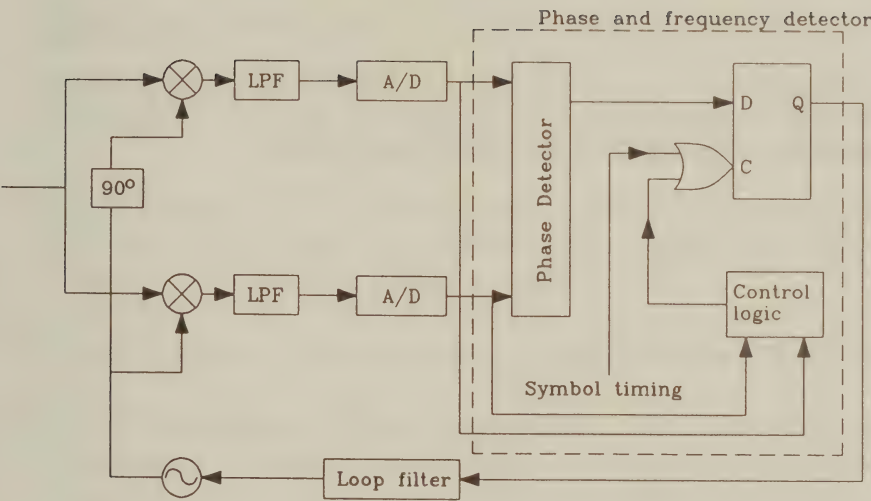 Phase and frequency detector
LPF
A/D
Phase Detector
D
Q
C
90°
LPF
A/D
Control
logic
Symbol timing
Loop filter